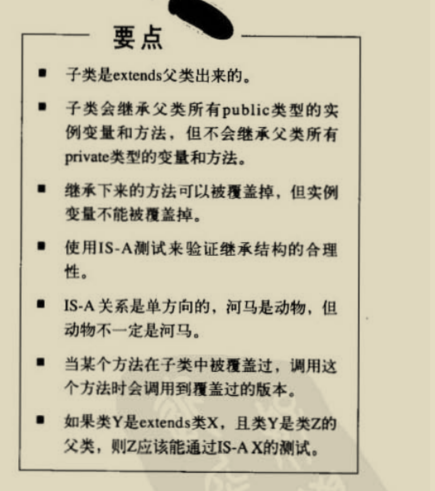 要点
■ 子类是extends父类出来的。
■ 子类会继承父类所有public类型的实
例变量和方法，但不会继承父类所有
private类型的变量和方法。
■ 继承下来的方法可以被覆盖掉，但实例
变量不能被覆盖掉。
■ 使用IS-A测试来验证继承结构的合理
性。
■ IS-A 关系是单方向的，河马是动物，但
动物不一定是河马。
■ 当某个方法在子类中被覆盖过，调用这
个方法时会调用到覆盖过的版本。
■ 如果类Y是extends类X，且类Y是类Z的
父类，则Z应该能通过IS-A X的测试。